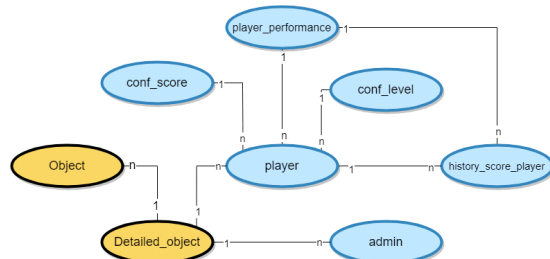 player_performance
1
1
conf_score
1
conf_level
1
n
n
n
n
Object
n
n
player
1
n
history_score_player
1
1
Detailed_object
1
n
admin